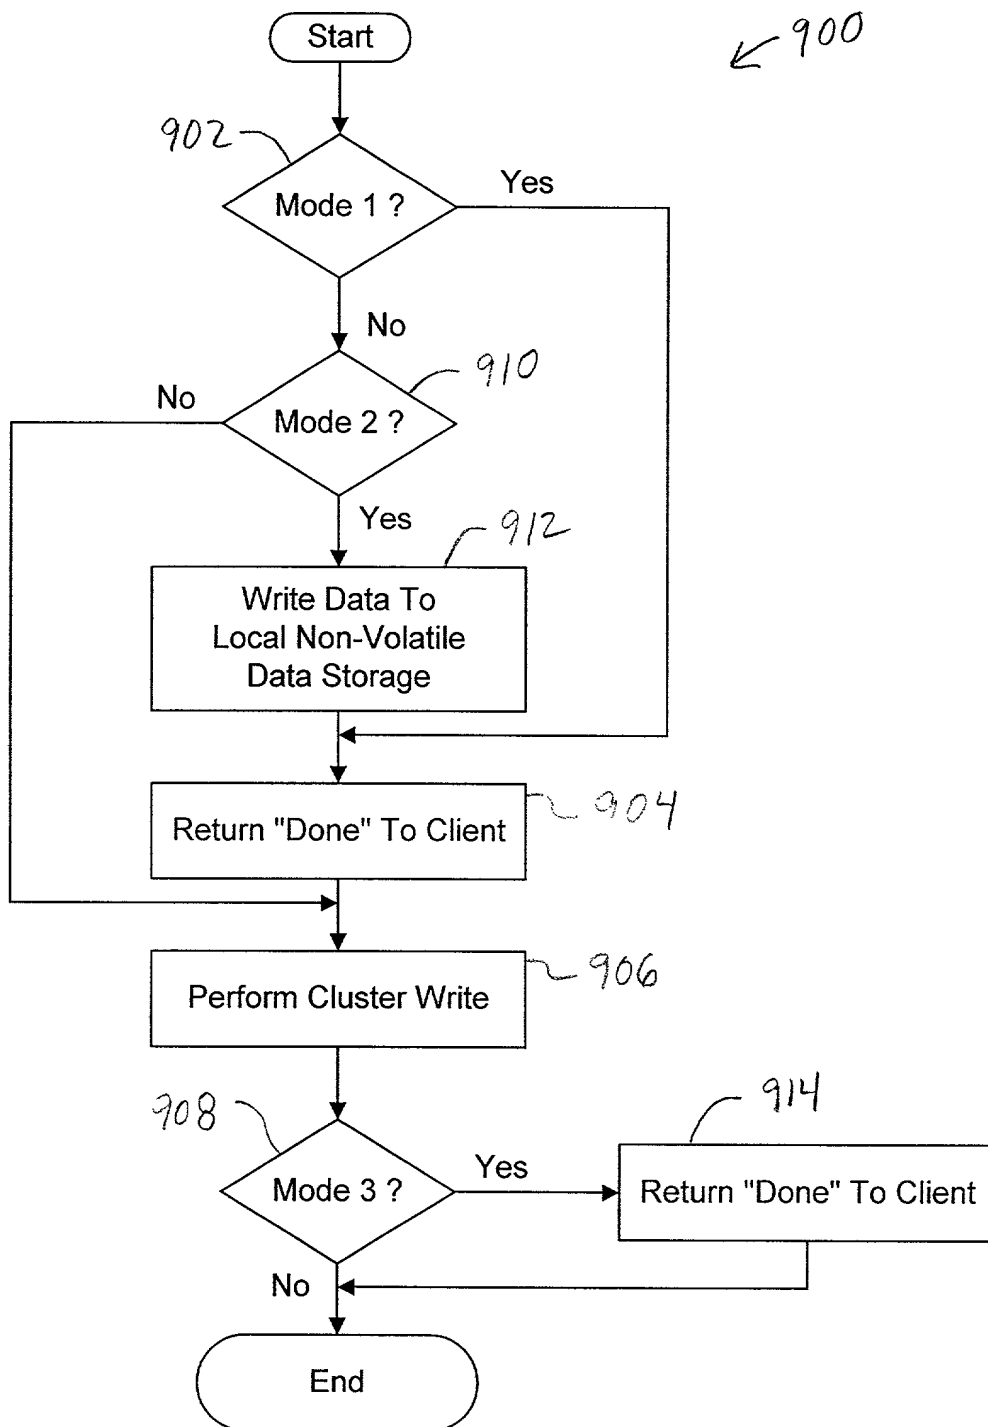 Start
900
902
Mode 1 ?
Yes
No
910
No
Mode 2 ?
Yes
912
Write Data To
Local Non-Volatile
Data Storage
904
Return "Done" To Client
906
Perform Cluster Write
908
914
Mode 3 ?
Yes
Return "Done" To Client
No
End